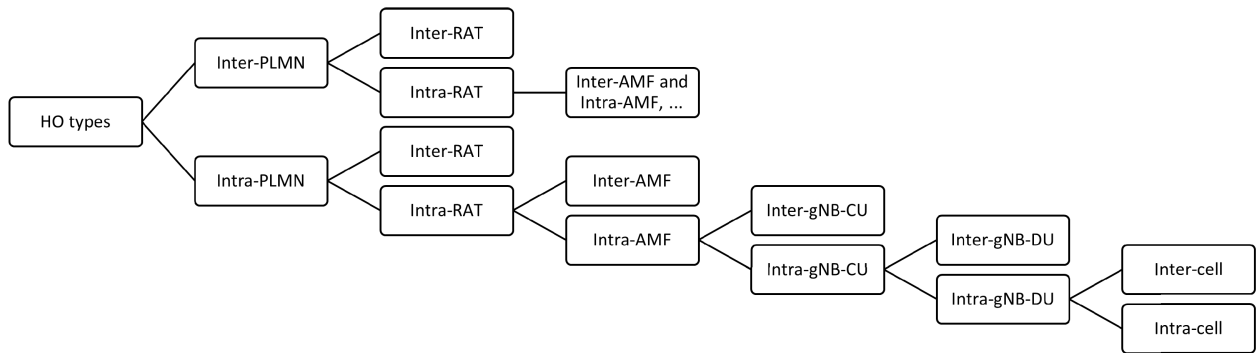 HO types
Inter-PLMN
Inter-RAT
Intra-RAT
Inter-AMF and
Intra-AMF, ...
Intra-PLMN
Inter-RAT
Intra-RAT
Inter-AMF
Intra-AMF
Inter-gNB-CU
Intra-gNB-CU
Inter-gNB-DU
Intra-gNB-DU
Inter-cell
Intra-cell